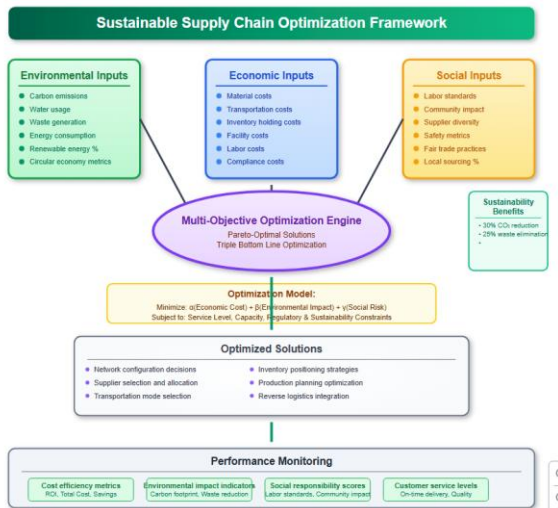 Sustainable Supply Chain Optimization Framework
Environmental Inputs
Carbon emissions
Water usage
Waste generation
Energy consumption
Renewable energy %
Circular economy metrics
Economic Inputs
Material costs
Transportation costs
Inventory holding costs
Facility costs
Labor costs
Compliance costs
Social Inputs
Labor standards
Community impact
Supplier diversity
Safety metrics
Fair trade practices
Local sourcing %
Multi-Objective Optimization Engine
Pareto-Optimal Solutions
Triple Bottom Line Optimization
Sustainability
Benefits
• 30% CO₂ reduction
• 25% waste elimination
•
Optimization Model:
Minimize: α(Economic Cost) + β(Environmental Impact) + γ(Social Risk)
Subject to: Service Level, Capacity, Regulatory & Sustainability Constraints
Optimized Solutions
Network configuration decisions
Supplier selection and allocation
Transportation mode selection
Inventory positioning strategies
Production planning optimization
Reverse logistics integration
Performance Monitoring
Cost efficiency metrics
ROI, Total Cost, Savings
Environmental impact indicators
Carbon footprint, Waste reduction
Social responsibility scores
Labor standards, Community impact
Customer service levels
On-time delivery, Quality